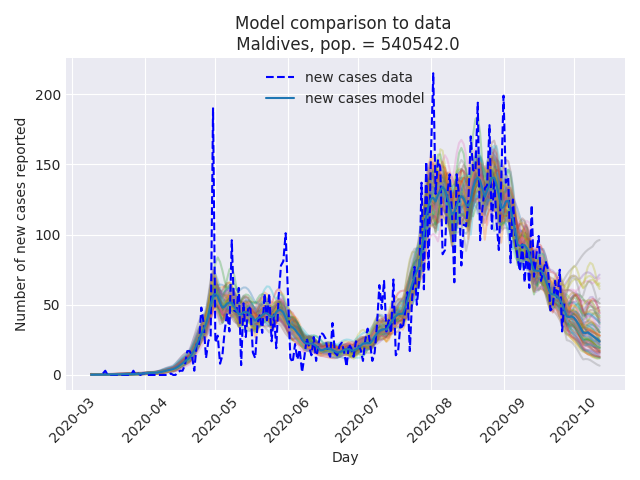 Model comparison to data
Maldives, pop. = 540542.0
new cases data
new cases model
Number of new cases reported
200
150
100
50
0
2020-03
2020-04
2020-05
2020-06
2020-07
2020-08
2020-09
2020-10
Day